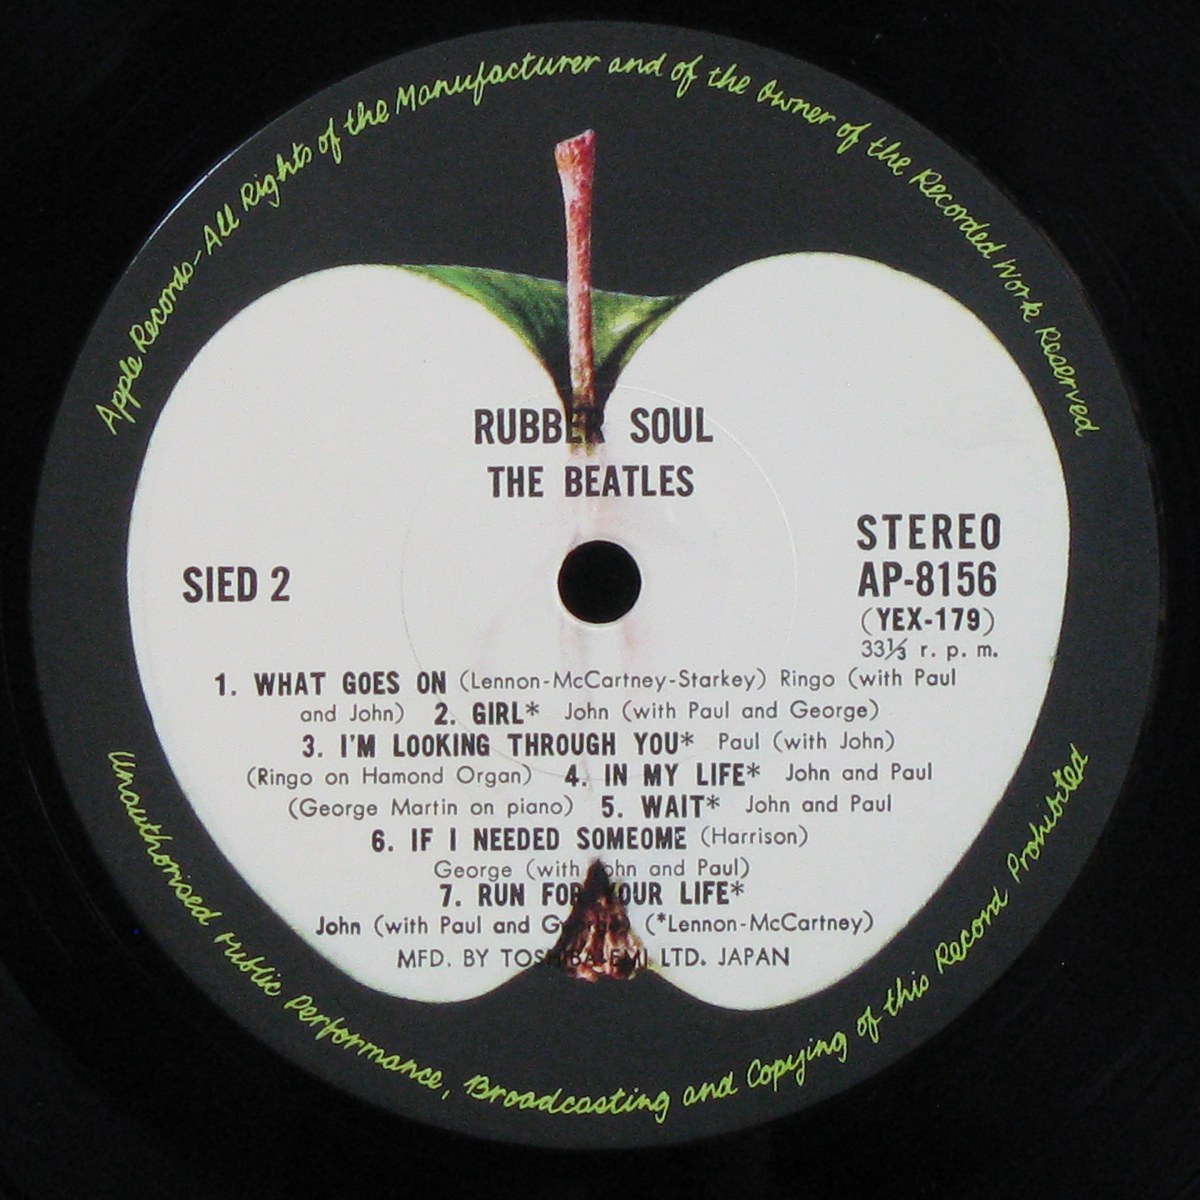 Apple Records - All Rights of the Manufacturer and of the Owner of the Recorded Work Reserved
RUBBER SOUL
THE BEATLES
STEREO
AP-8156
(YEX-179)
33⅓ r. p. m.
SIED 2
1. WHAT GOES ON (Lennon-McCartney-Starkey) Ringo (with Paul
and John) 2. GIRL* John (with Paul and George)
3. I'M LOOKING THROUGH YOU* Paul (with John)
(Ringo on Hamond Organ) 4. IN MY LIFE* John and Paul
(George Martin on piano) 5. WAIT* John and Paul
6. IF I NEEDED SOMEOME (Harrison)
George (with John and Paul)
7. RUN FOR YOUR LIFE*
John (with Paul and (*Lennon-McCartney)
MFD. BY TOSHIBA-EMI LTD. JAPAN
Unauthorised Public Performance, Broadcasting and Copying of this Record Prohibited